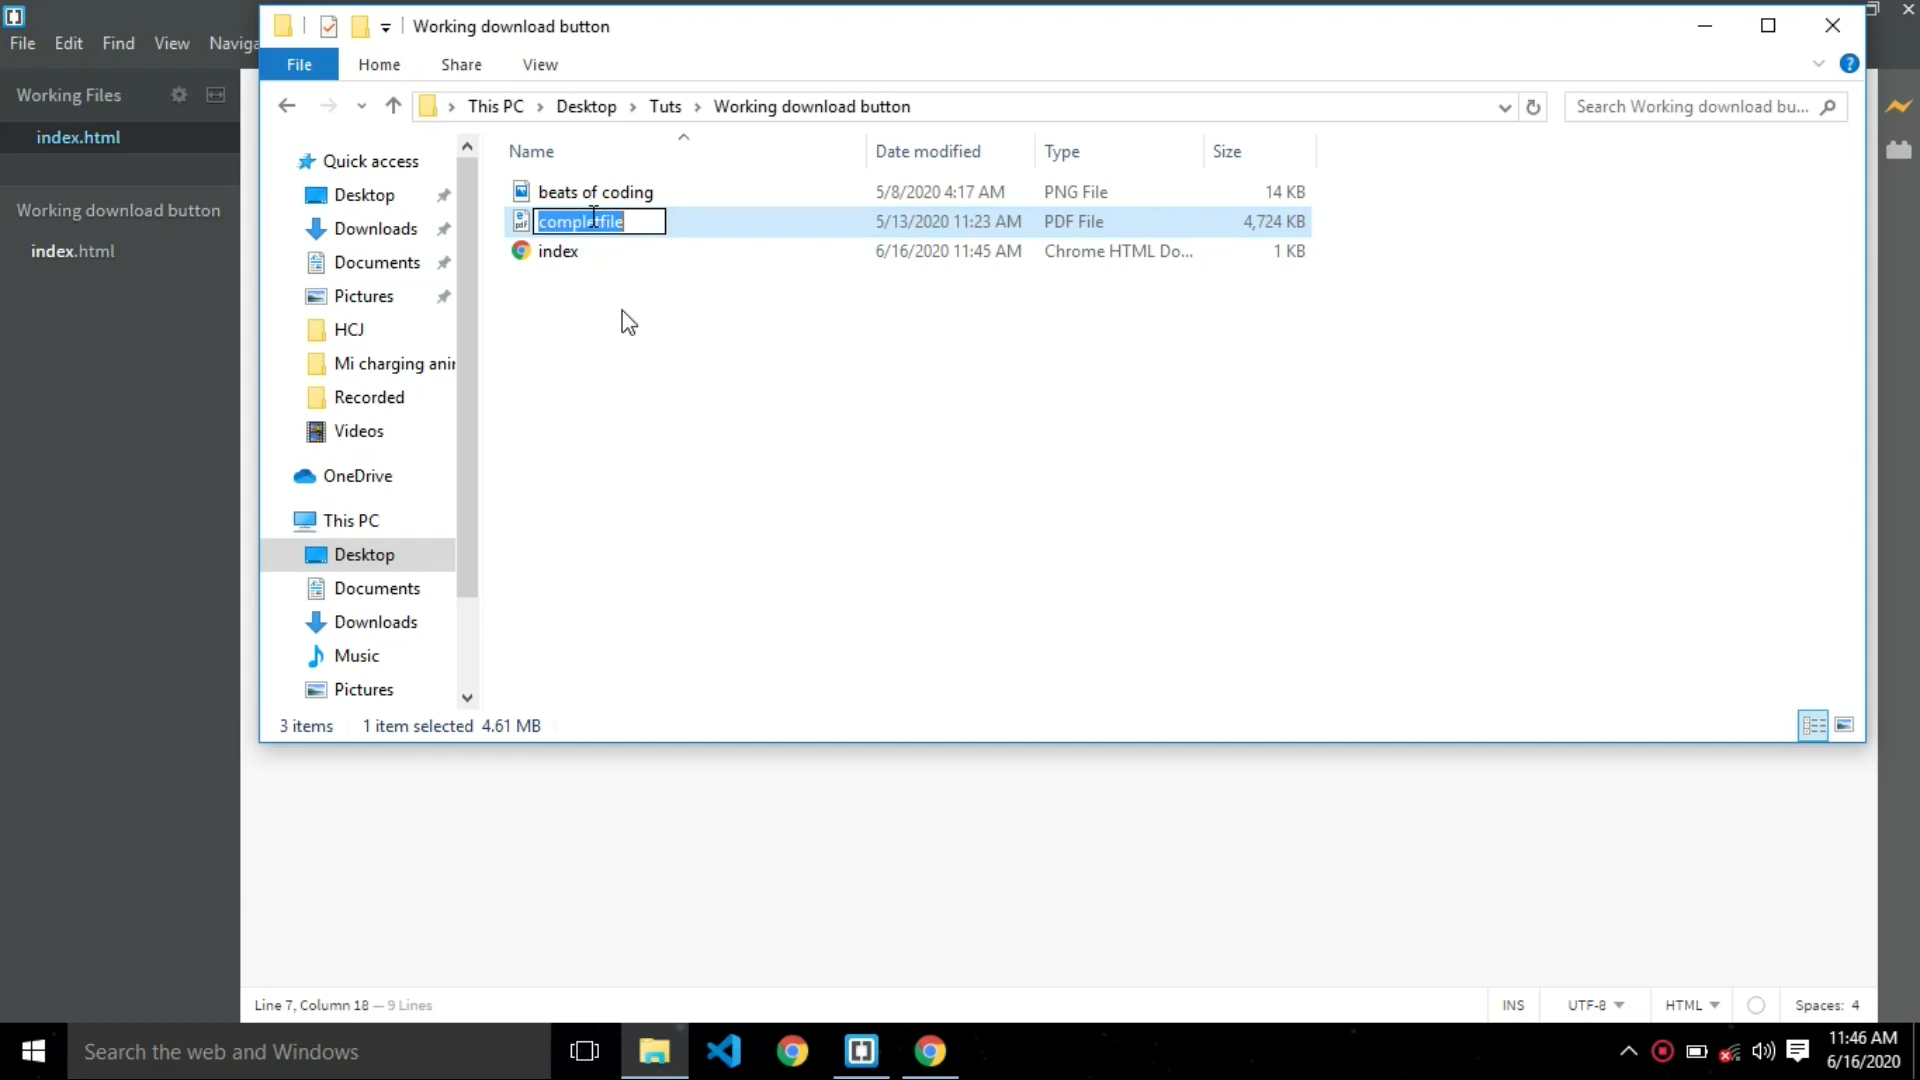 Working download button
File Edit Find View Naviga
File Home Share View
Working Files
This PC Desktop Tuts Working download button
Search Working download bu...
index.html
Name Date modified Type Size
Quick access
beats of coding 5/8/2020 4:17 AM PNG File 14 KB
Desktop
Working download button
completfile 5/13/2020 11:23 AM PDF File 4,724 KB
Downloads
index.html
index 6/16/2020 11:45 AM Chrome HTML Do... 1 KB
Documents
Pictures
HCJ
Mi charging anir
Recorded
Videos
OneDrive
This PC
Desktop
Documents
Downloads
Music
Pictures
3 items 1 item selected 4.61 MB
Line 7, Column 18 — 9 Lines
INS UTF-8 HTML Spaces: 4
Search the web and Windows
11:46 AM
6/16/2020